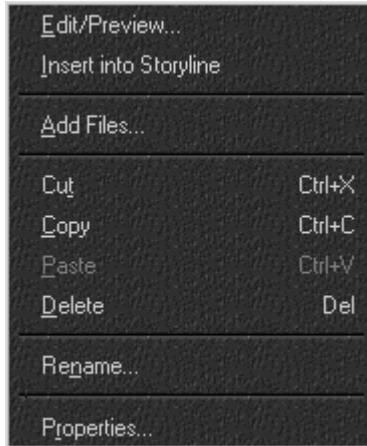 Edit/Preview...
Insert into Storyline
Add Files...
Cut Ctrl+X
Copy Ctrl+C
Paste Ctrl+V
Delete Del
Rename...
Properties...